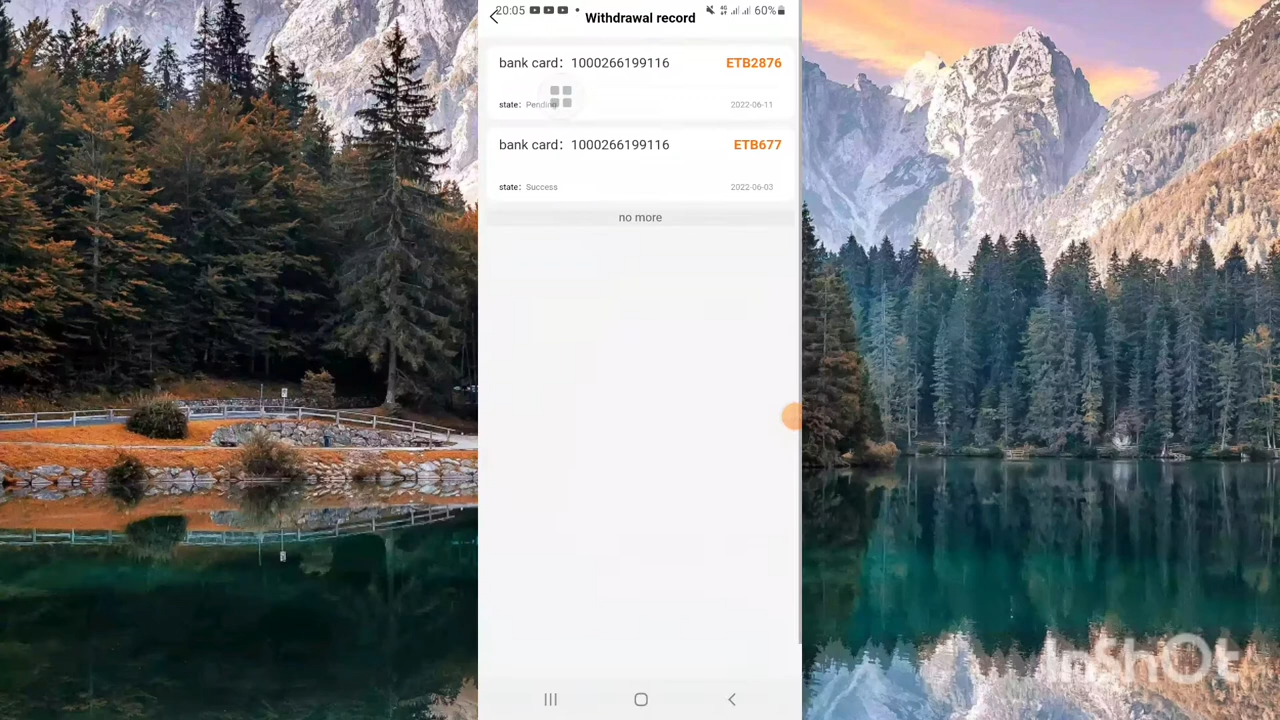 20:05
60%
Withdrawal record
bank card: 1000266199116
ETB2876
state: Pending
2022-06-11
bank card: 1000266199116
ETB677
state: Success
2022-06-03
no more
InShOt